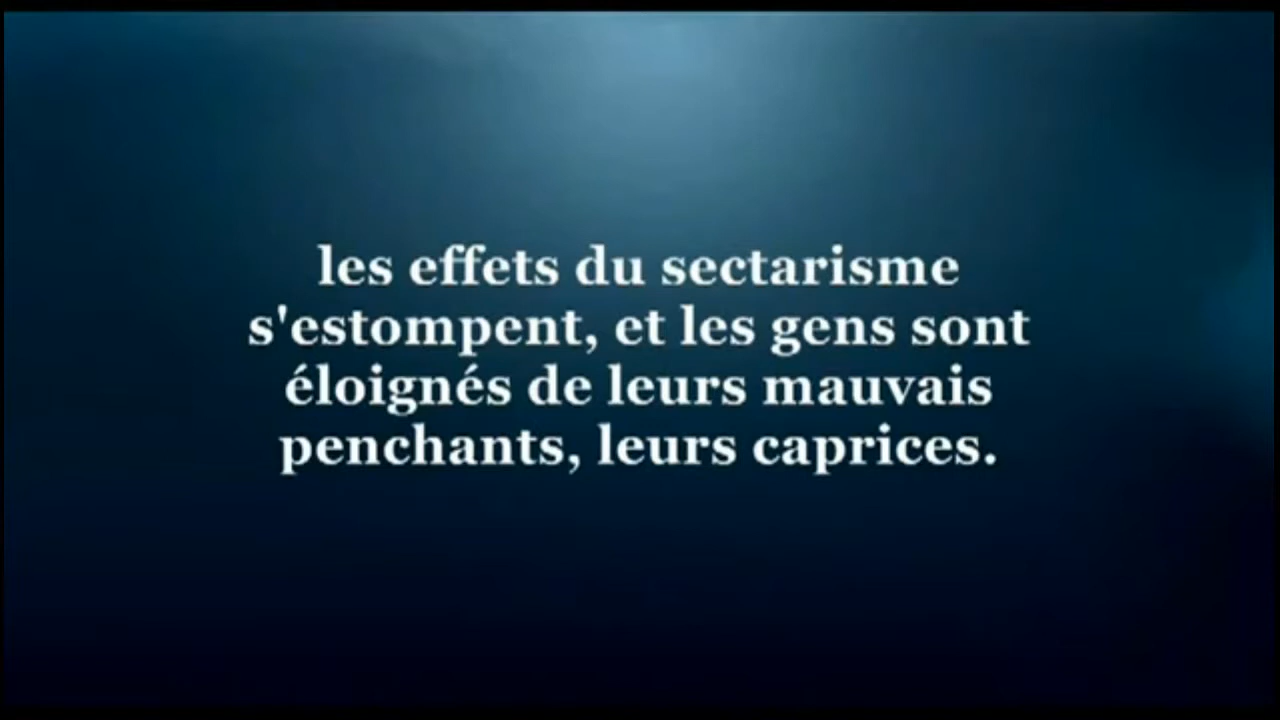 les effets du sectarisme
s'estompent, et les gens sont
éloignés de leurs mauvais
penchants, leurs caprices.